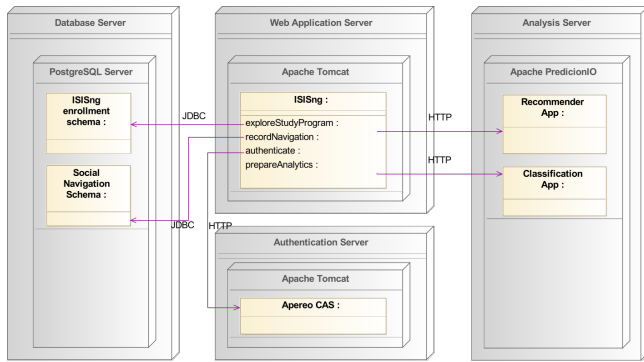 Database Server
PostgreSQL Server
ISISng
enrollment
schema :
Social
Navigation
Schema :
JDBC
JDBC
Web Application Server
Apache Tomcat
ISISng :
exploreStudyProgram :
recordNavigation :
authenticate :
prepareAnalytics :
HTTP
HTTP
HTTP
Authentication Server
Apache Tomcat
Apereo CAS :
Analysis Server
Apache PredicionIO
Recommender
App :
Classification
App :